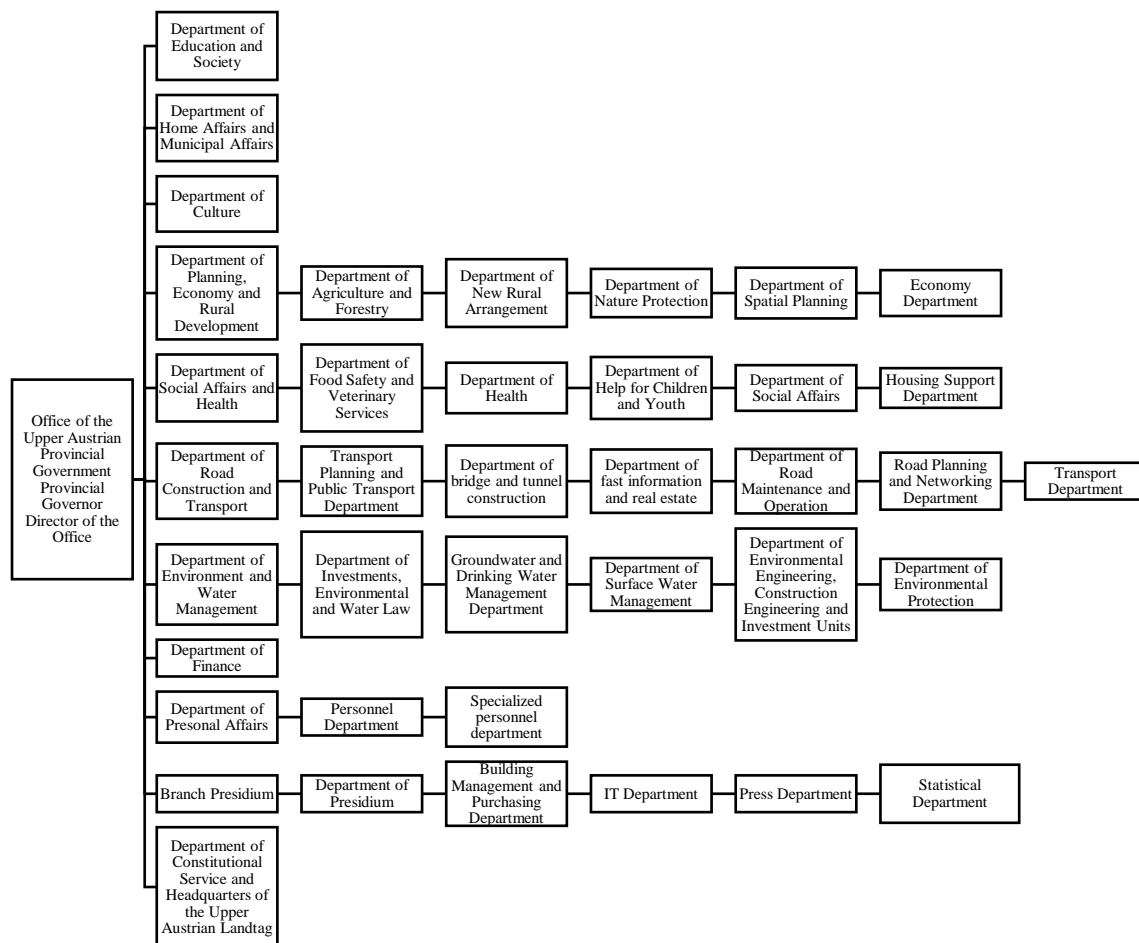 Department of
Education and
Society
Department of
Home Affairs and
Municipal Affairs
Department of
Culture
Department of
Planning,
Economy and
Rural
Development
Department of
Agriculture and
Forestry
Department of
New Rural
Arrangement
Department of
Nature Protection
Department of
Spatial Planning
Economy
Department
Office of the
Upper Austrian
Provincial
Government
Provincial
Governor
Director of the
Office
Department of
Social Affairs and
Health
Department of
Food Safety and
Veterinary
Services
Department of
Health
Department of
Help for Children
and Youth
Department of
Social Affairs
Housing Support
Department
Department of
Road
Construction and
Transport
Transport
Planning and
Public Transport
Department
Department of
bridge and tunnel
construction
Department of
fast information
and real estate
Department of
Road
Maintenance and
Operation
Road Planning
and Networking
Department
Transport
Department
Department of
Environment and
Water
Management
Department of
Investments,
Environmental
and Water Law
Groundwater and
Drinking Water
Management
Department
Department of
Surface Water
Management
Department of
Environmental
Engineering,
Construction
Engineering and
Investment Units
Department of
Environmental
Protection
Department of
Finance
Department of
Presonal Affairs
Personnel
Department
Specialized
personnel
department
Branch Presidium
Department of
Presidium
Building
Management and
Purchasing
Department
IT Department
Press Department
Statistical
Department
Department of
Constitutional
Service and
Headquarters of
the Upper
Austrian Landtag